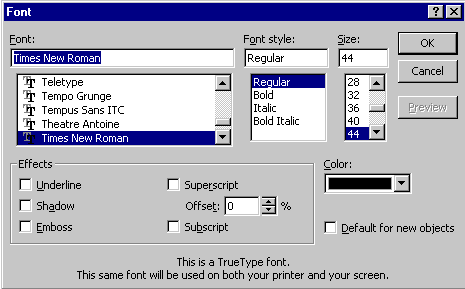 Font
Font: Font style: Size:
Times New Roman Regular 44 OK
Teletype Regular 28 Cancel
Tempo Grunge Bold 32
Tempus Sans ITC Italic 36 Preview
Theatre Antoine Bold Italic 40
Times New Roman 44
Effects Color:
Underline Superscript
Shadow Offset: 0 %
Emboss Subscript Default for new objects
This is a TrueType font.
This same font will be used on both your printer and your screen.